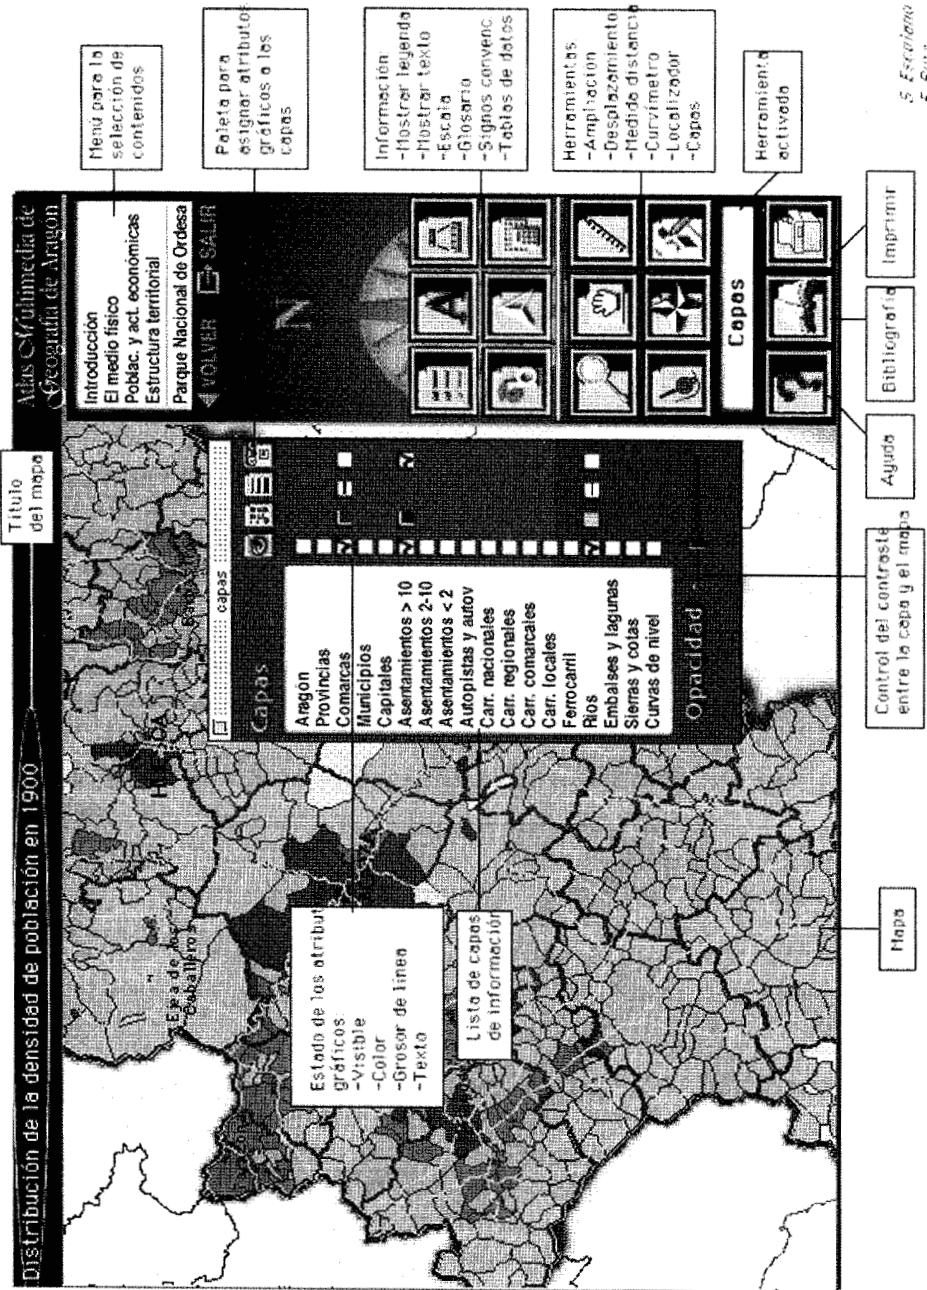 Título
del mapa
Distribución de la densidad de población en 1900
Atlas Multimedia de
Geografía de Aragón
Menú para la
selección de
contenidos
Introducción
El medio físico
Poblac. y act. económicas
Estructura territorial
Parque Nacional de Ordesa
VOLVER
SALIR
N
Paleta para
asignar atributos
gráficos a las
capas
Información:
-Mostrar leyenda
-Mostrar texto
-Escala
-Glosario
-Signos convenc.
-Tablas de datos
Herramientas:
-Ampliación
-Desplazamiento
-Medida distancia
-Curvímetro
-Localizador
-Capas
Capas
Herramienta
activada
HUESCA
Ejea de los
Caballeros
capas
Capas
Aragón
Provincias
Comarcas
Municipios
Capitales
Asentamientos > 10
Asentamientos 2-10
Asentamientos < 2
Autopistas y autov
Carr. nacionales
Carr. regionales
Carr. comarcales
Carr. locales
Ferrocarril
Ríos
Embalses y lagunas
Sierras y cotas
Curvas de nivel
Opacidad
Estado de los atribut
gráficos:
-Visible
-Color
-Grosor de línea
-Texto
Lista de capas
de información
Mapa
Control del contraste
entre la capa y el mapa
Ayuda
Bibliografía
Imprimir
S. Escolano